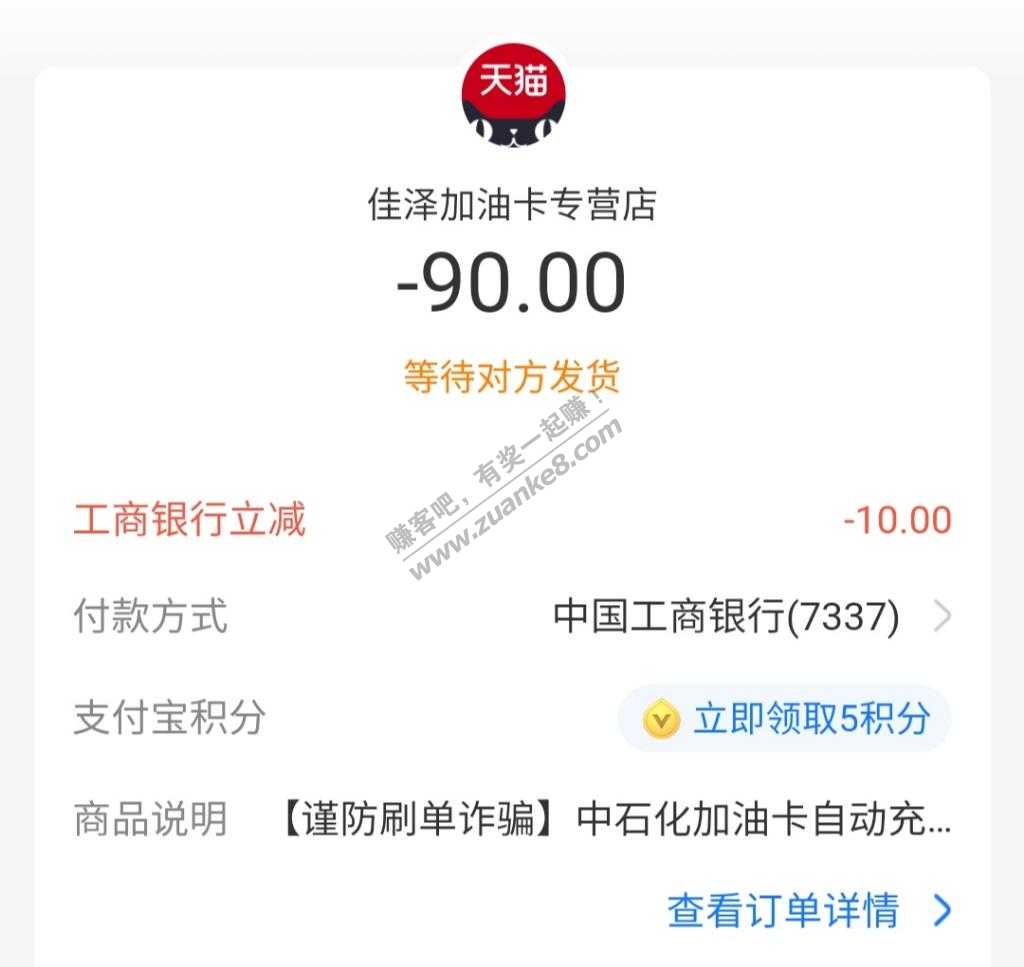 天猫
佳泽加油卡专营店
-90.00
等待对方发货
赚客吧，有奖一起赚！
www.zuanke8.com
工商银行立减 -10.00
付款方式 中国工商银行(7337)
支付宝积分 立即领取5积分
商品说明 【谨防刷单诈骗】中石化加油卡自动充...
查看订单详情